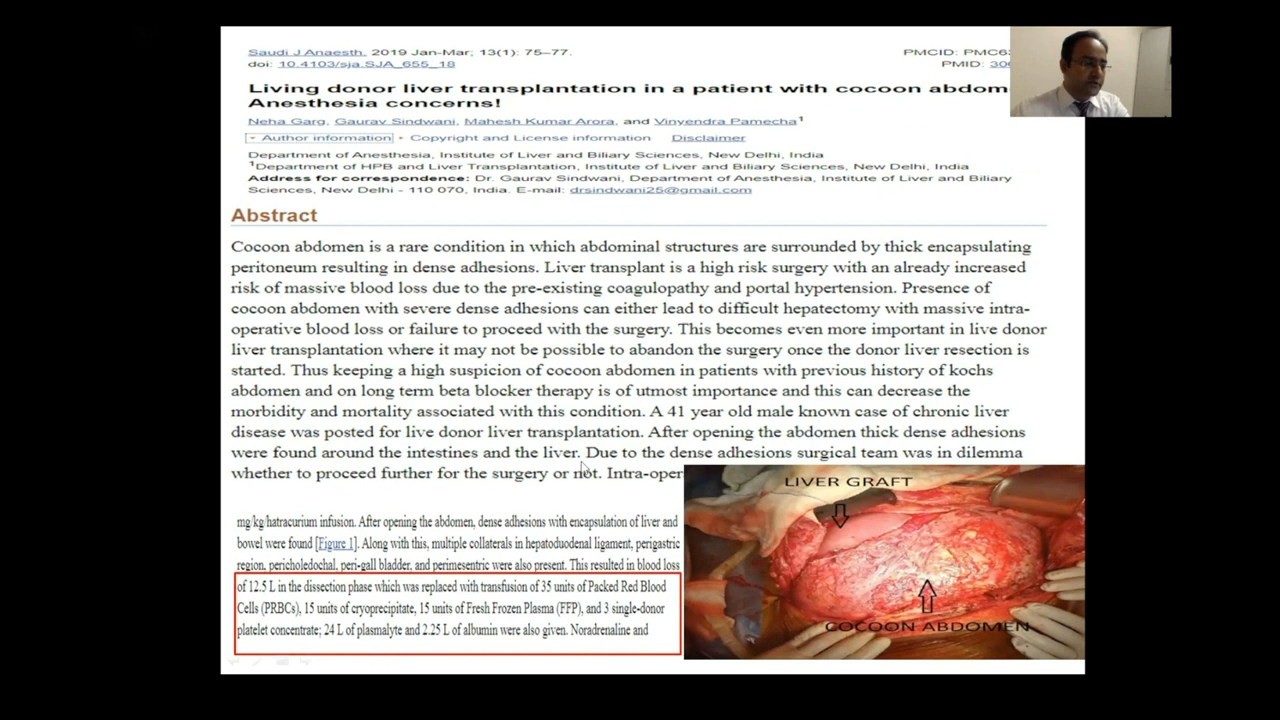 Saudi J Anaesth. 2019 Jan-Mar; 13(1): 75–77.
doi: 10.4103/sja.SJA_655_18
PMCID: PMC6
PMID: 30
Living donor liver transplantation in a patient with cocoon abdom
Anesthesia concerns!
Neha Garg, Gaurav Sindwani, Mahesh Kumar Arora, and Vinyendra Pamecha1
Author information Copyright and License information Disclaimer
Department of Anesthesia, Institute of Liver and Biliary Sciences, New Delhi, India
1Department of HPB and Liver Transplantation, Institute of Liver and Biliary Sciences, New Delhi, India
Address for correspondence: Dr. Gaurav Sindwani, Department of Anesthesia, Institute of Liver and Biliary
Sciences, New Delhi - 110 070, India. E-mail: drsindwani25@gmail.com
Abstract
Cocoon abdomen is a rare condition in which abdominal structures are surrounded by thick encapsulating
peritoneum resulting in dense adhesions. Liver transplant is a high risk surgery with an already increased
risk of massive blood loss due to the pre-existing coagulopathy and portal hypertension. Presence of
cocoon abdomen with severe dense adhesions can either lead to difficult hepatectomy with massive intra-
operative blood loss or failure to proceed with the surgery. This becomes even more important in live donor
liver transplantation where it may not be possible to abandon the surgery once the donor liver resection is
started. Thus keeping a high suspicion of cocoon abdomen in patients with previous history of kochs
abdomen and on long term beta blocker therapy is of utmost importance and this can decrease the
morbidity and mortality associated with this condition. A 41 year old male known case of chronic liver
disease was posted for live donor liver transplantation. After opening the abdomen thick dense adhesions
were found around the intestines and the liver. Due to the dense adhesions surgical team was in dilemma
whether to proceed further for the surgery or not. Intra-oper
mg/kg/hatracurium infusion. After opening the abdomen, dense adhesions with encapsulation of liver and
bowel were found [Figure 1]. Along with this, multiple collaterals in hepatoduodenal ligament, perigastric
region, pericholedochal, peri-gall bladder, and perimesentric were also present. This resulted in blood loss
of 12.5 L in the dissection phase which was replaced with transfusion of 35 units of Packed Red Blood
Cells (PRBCs), 15 units of cryoprecipitate, 15 units of Fresh Frozen Plasma (FFP), and 3 single-donor
platelet concentrate; 24 L of plasmalyte and 2.25 L of albumin were also given. Noradrenaline and
LIVER GRAFT
COCOON ABDOMEN